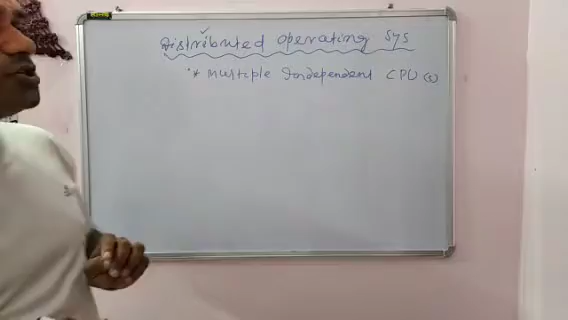 Distributed operating Sys
* Multiple Independent CPU (s)